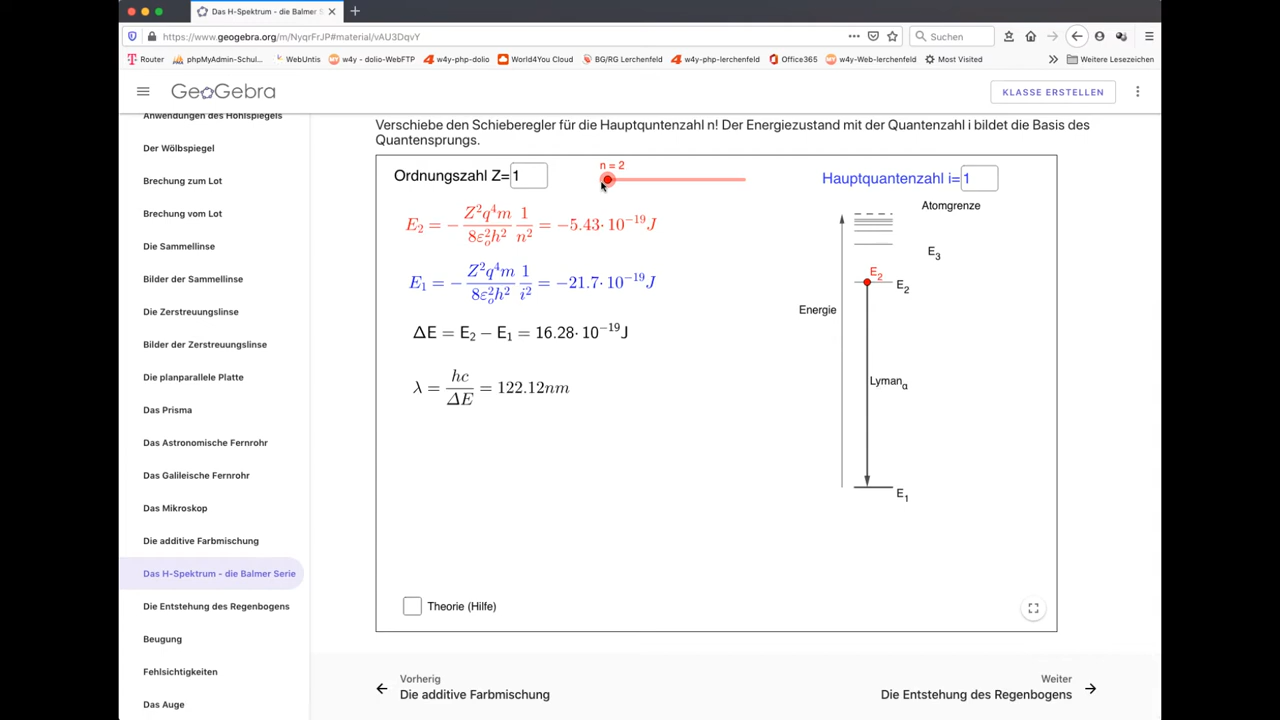 Das H-Spektrum - die Balmer S
https://www.geogebra.org/m/NyqrFrJP#material/vAU3DqvY
Suchen
Router
phpMyAdmin-Schul...
WebUntis
w4y - dolio-WebFTP
w4y-php-dolio
World4You Cloud
BG/RG Lerchenfeld
w4y-php-lerchenfeld
Office365
w4y-Web-lerchenfeld
Most Visited
Weitere Lesezeichen
GeoGebra
KLASSE ERSTELLEN
Anwendungen des Hohlspiegels
Der Wölbspiegel
Brechung zum Lot
Brechung vom Lot
Die Sammellinse
Bilder der Sammellinse
Die Zerstreuungslinse
Bilder der Zerstreuungslinse
Die planparallele Platte
Das Prisma
Das Astronomische Fernrohr
Das Galileische Fernrohr
Das Mikroskop
Die additive Farbmischung
Das H-Spektrum - die Balmer Serie
Die Entstehung des Regenbogens
Beugung
Fehlsichtigkeiten
Das Auge
Verschiebe den Schieberegler für die Hauptquntenzahl n! Der Energiezustand mit der Quantenzahl i bildet die Basis des
Quantensprungs.
Ordnungszahl Z= 1
n = 2
Hauptquantenzahl i= 1
E₂ = − Z²q⁴m / 8ε₀²h² 1 / n² = −5.43· 10⁻¹⁹ J
E₁ = − Z²q⁴m / 8ε₀²h² 1 / i² = −21.7· 10⁻¹⁹ J
ΔE = E₂ − E₁ = 16.28· 10⁻¹⁹ J
λ = hc / ΔE = 122.12nm
Atomgrenze
E₃
E₂
E₂
Energie
Lymanα
E₁
Theorie (Hilfe)
Vorherig
Die additive Farbmischung
Weiter
Die Entstehung des Regenbogens